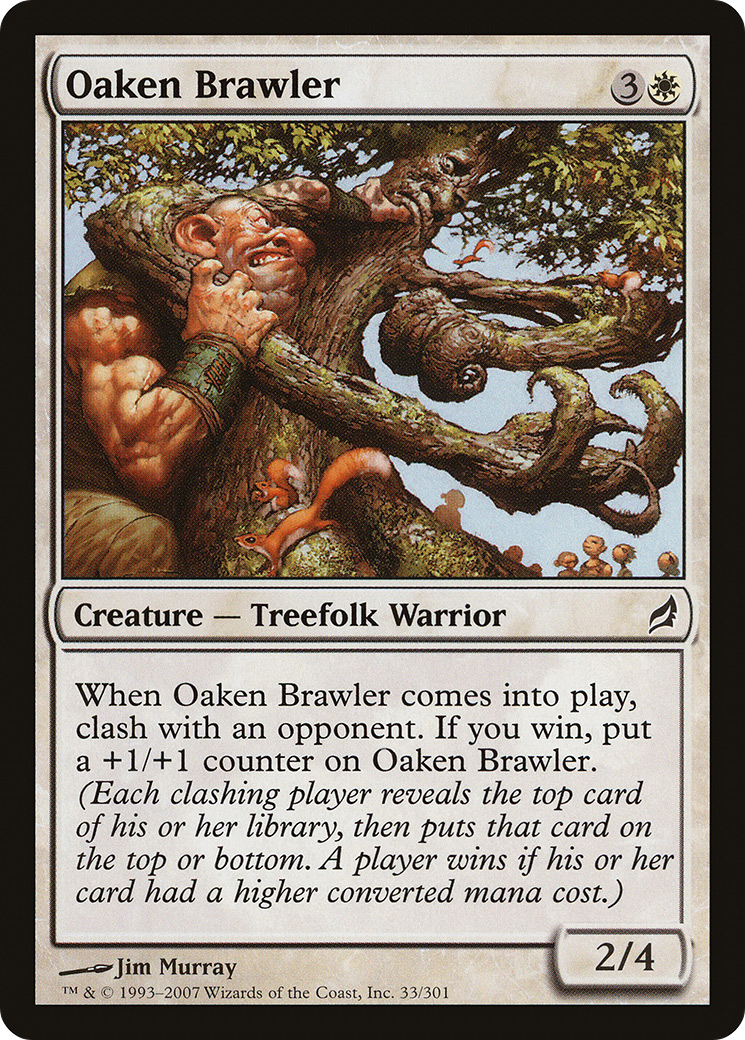 Oaken Brawler 3
Creature — Treefolk Warrior
When Oaken Brawler comes into play,
clash with an opponent. If you win, put
a +1/+1 counter on Oaken Brawler.
(Each clashing player reveals the top card
of his or her library, then puts that card on
the top or bottom. A player wins if his or her
card had a higher converted mana cost.)
2/4
Jim Murray
™ & © 1993–2007 Wizards of the Coast, Inc. 33/301